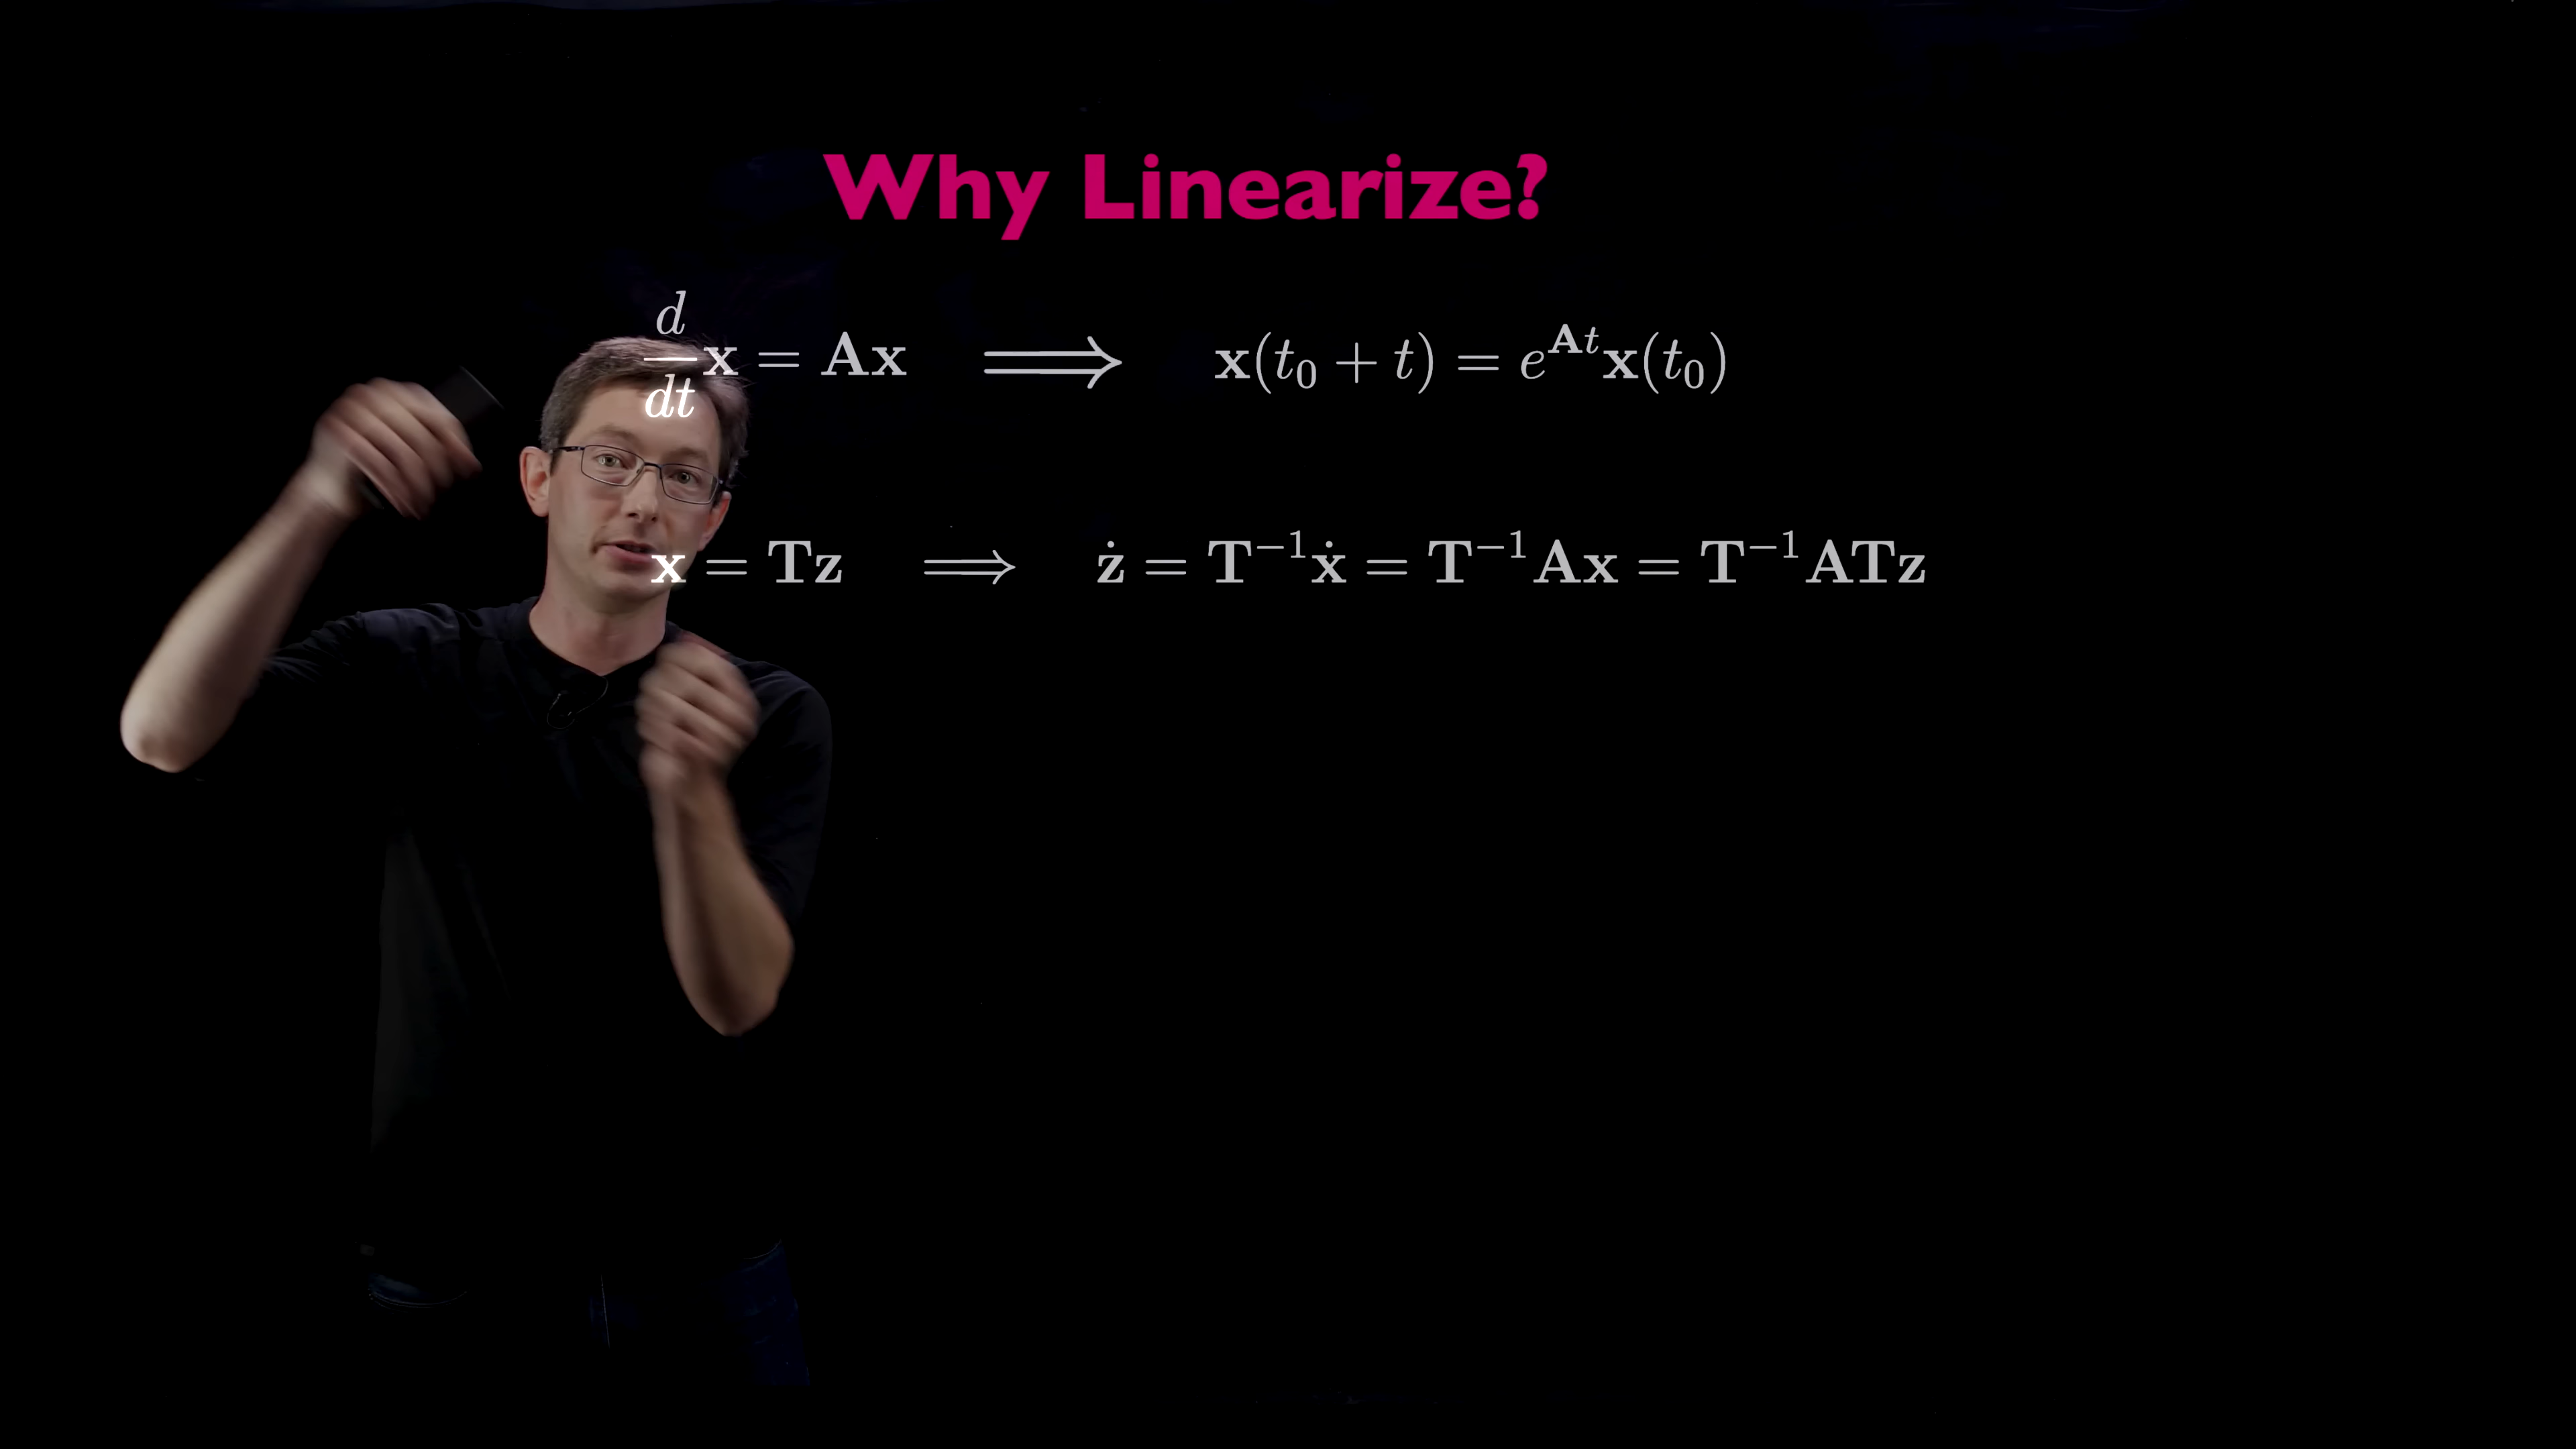 Why Linearize?
d/dt 𝐱 = 𝐀𝐱 ⟹ 𝐱(t₀ + t) = e^{𝐀t}𝐱(t₀)
𝐱 = 𝐓𝐳 ⟹ 𝐳̇ = 𝐓⁻¹𝐱̇ = 𝐓⁻¹𝐀𝐱 = 𝐓⁻¹𝐀𝐓𝐳